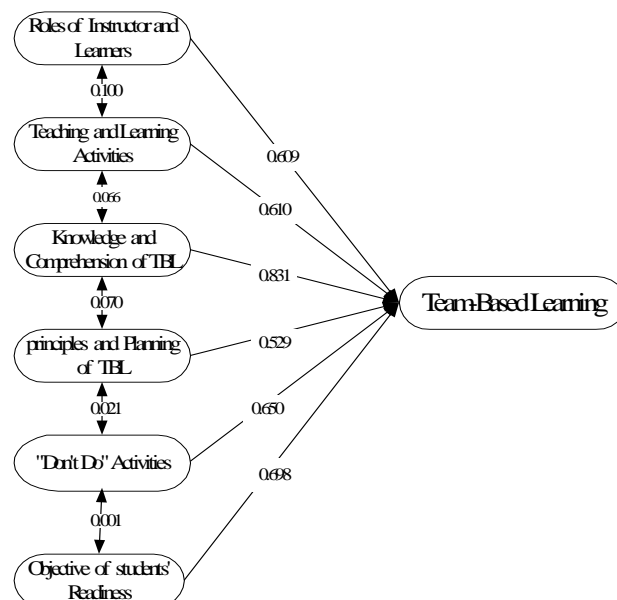 Roles of Instructor and
Learners
0.100
Teaching and Learning
Activities
0.609
0.066
0.610
Knowledge and
Comprehension of TBL
0.831
Team-Based Learning
0.070
principles and Planning
of TBL
0.529
0.021
0.650
"Don't Do" Activities
0.698
0.001
Objective of students'
Readiness